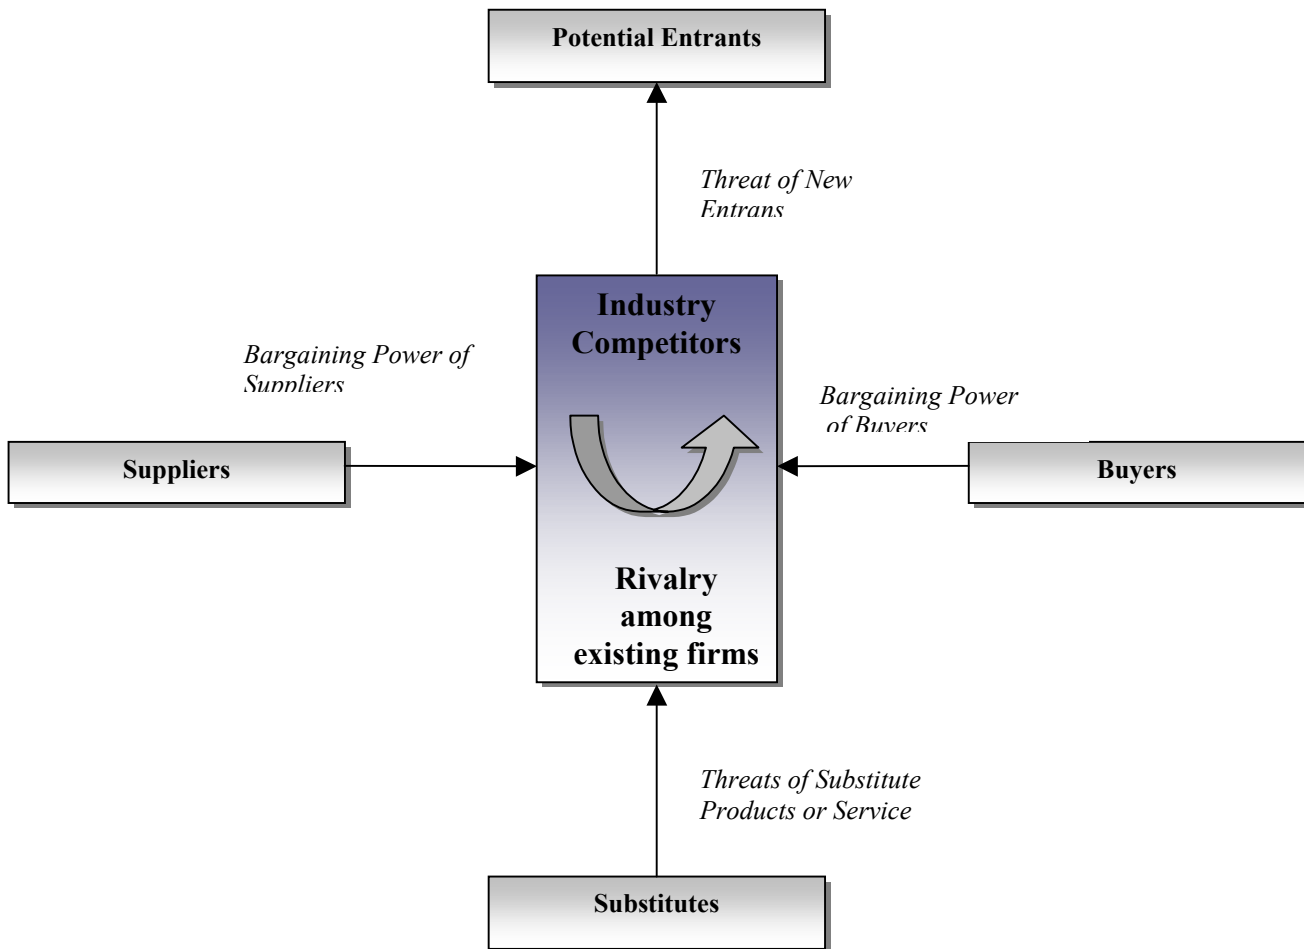 Potential Entrants
Threat of New
Entrans
Industry
Competitors
Bargaining Power of
Suppliers
Bargaining Power
of Buyers
Suppliers
Buyers
Rivalry
among
existing firms
Threats of Substitute
Products or Service
Substitutes